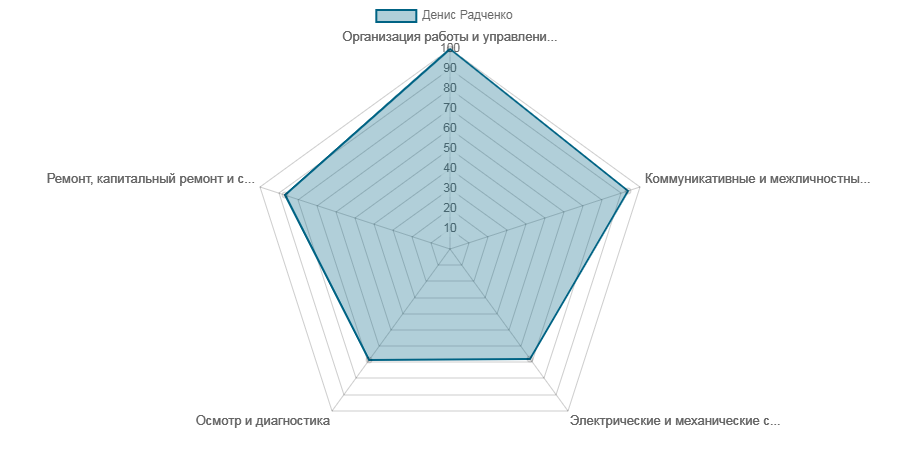 Денис Радченко
Организация работы и управлени...
100
90
80
70
60
50
40
30
20
10
Ремонт, капитальный ремонт и с...
Коммуникативные и межличностны...
Осмотр и диагностика
Электрические и механические с...